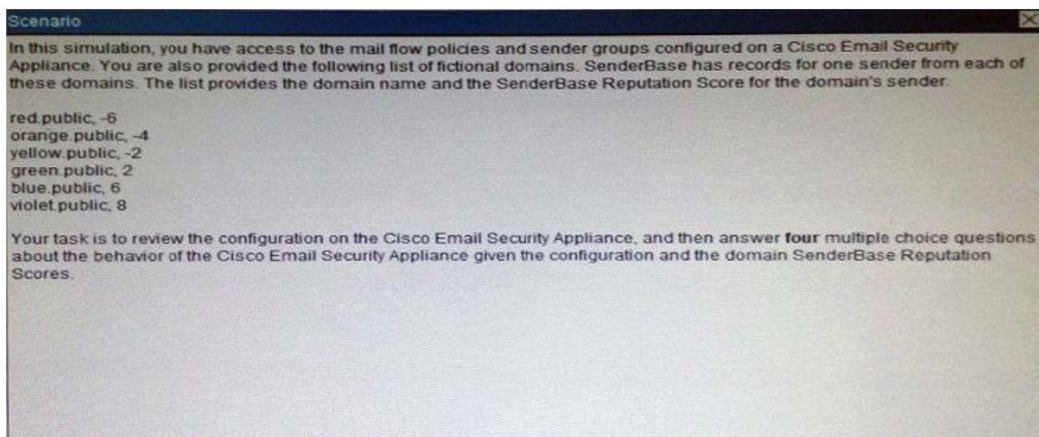 Scenario
In this simulation, you have access to the mail flow policies and sender groups configured on a Cisco Email Security
Appliance. You are also provided the following list of fictional domains. SenderBase has records for one sender from each of
these domains. The list provides the domain name and the SenderBase Reputation Score for the domain's sender.
red.public, -6
orange.public, -4
yellow.public, -2
green.public, 2
blue.public, 6
violet.public, 8
Your task is to review the configuration on the Cisco Email Security Appliance, and then answer four multiple choice questions
about the behavior of the Cisco Email Security Appliance given the configuration and the domain SenderBase Reputation
Scores.